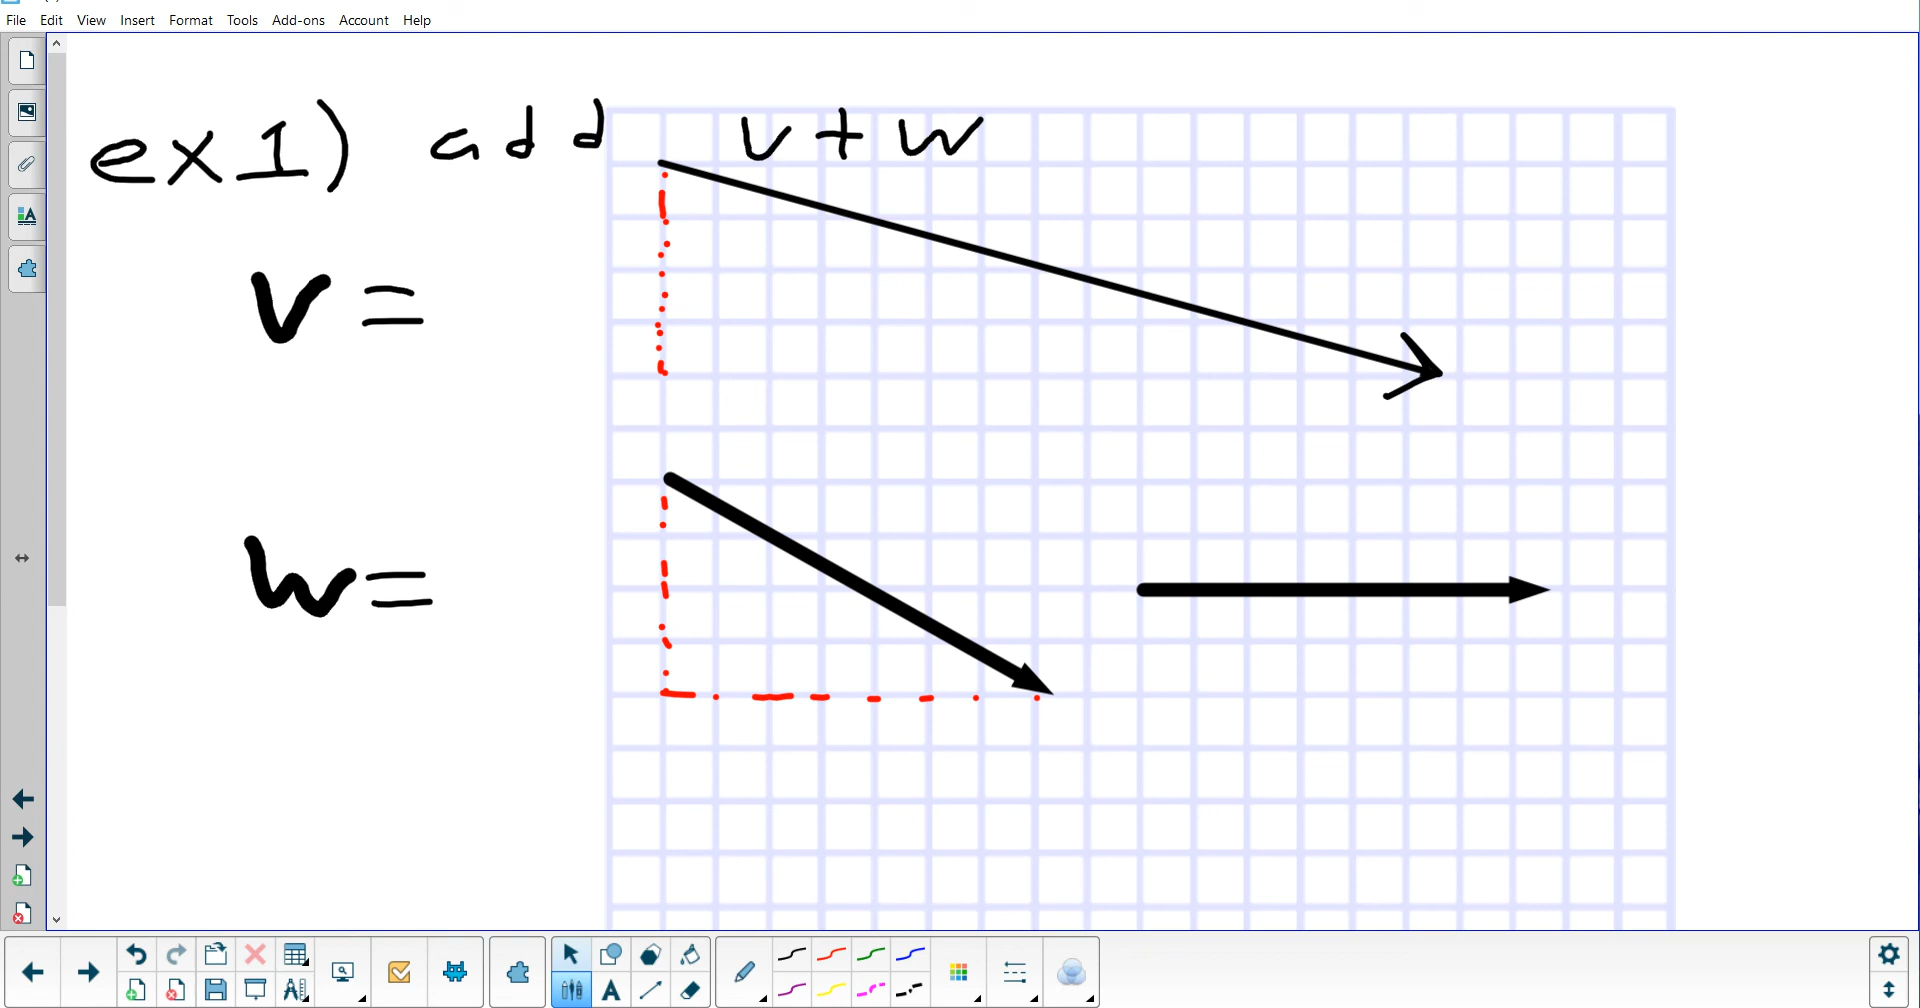 File Edit View Insert Format Tools Add-ons Account Help
ex1) add v+w
v =
w =